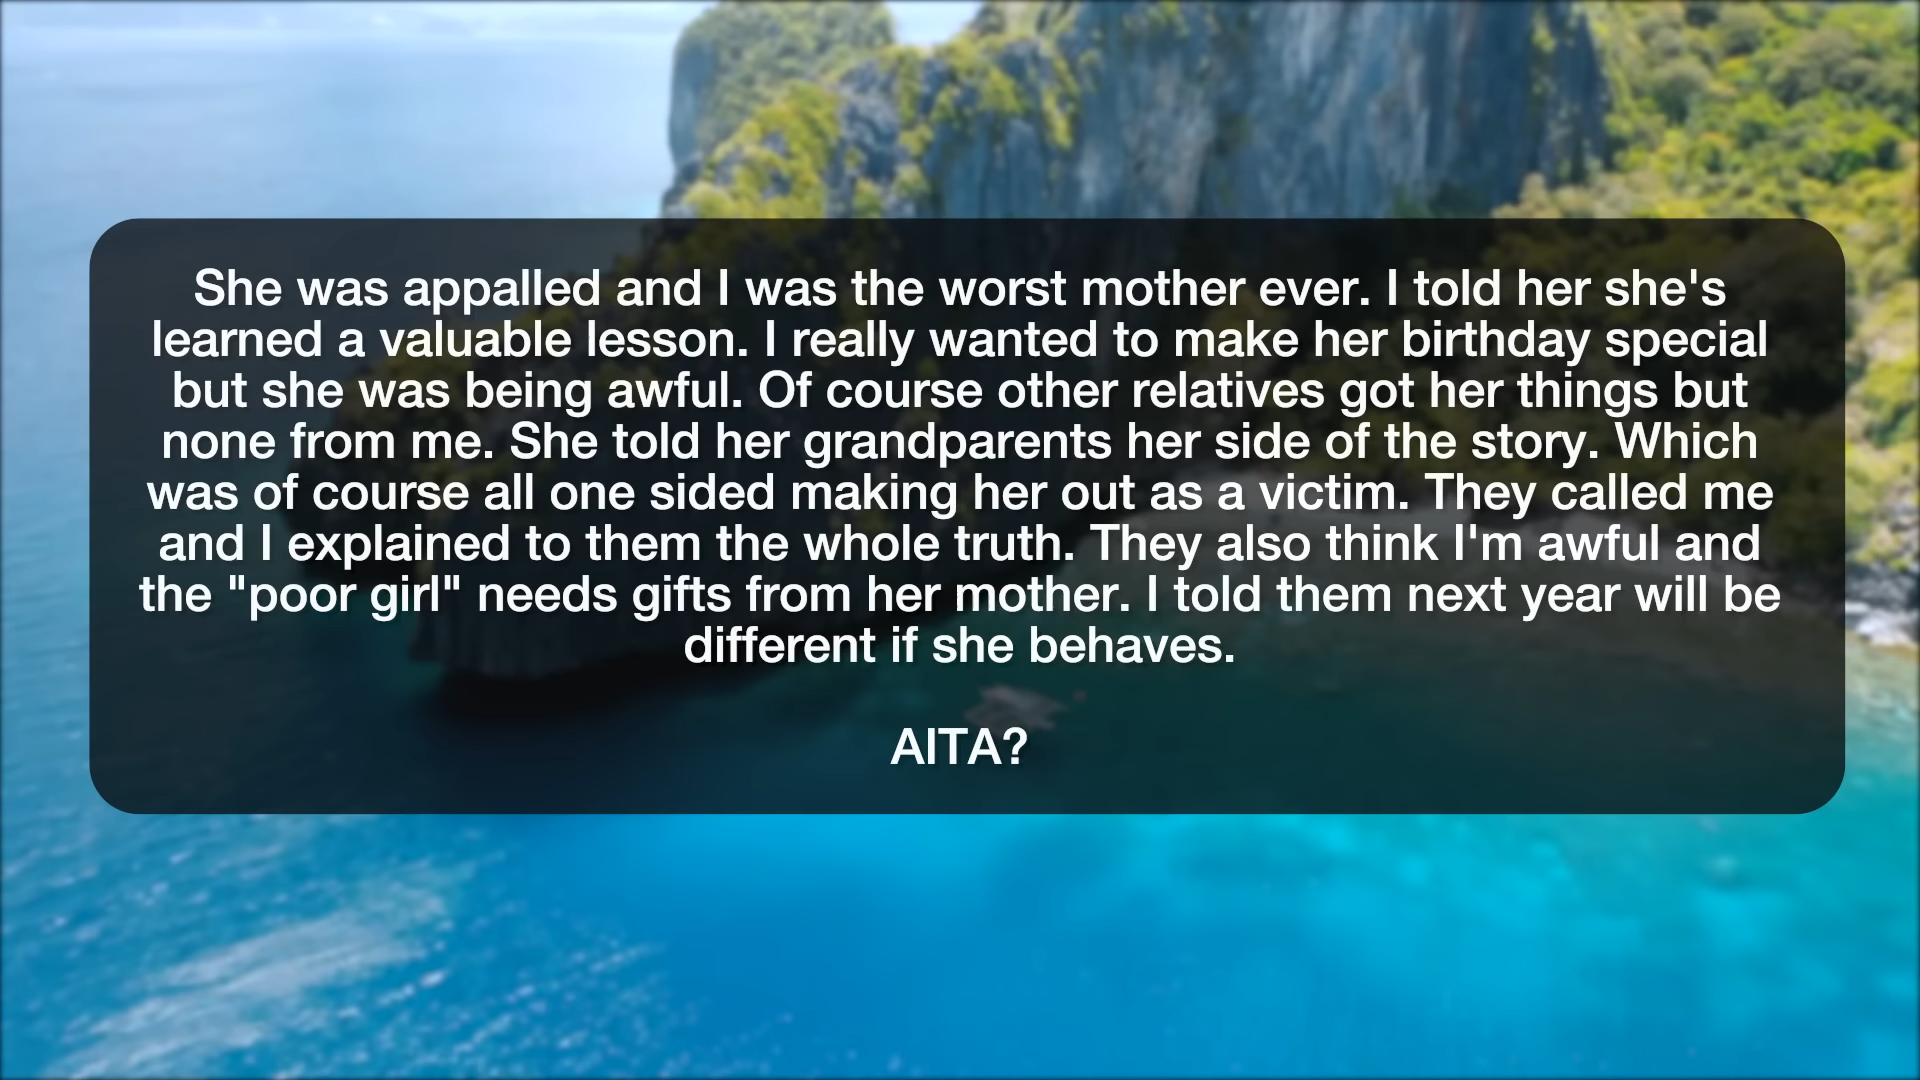 She was appalled and I was the worst mother ever. I told her she's
learned a valuable lesson. I really wanted to make her birthday special
but she was being awful. Of course other relatives got her things but
none from me. She told her grandparents her side of the story. Which
was of course all one sided making her out as a victim. They called me
and I explained to them the whole truth. They also think I'm awful and
the "poor girl" needs gifts from her mother. I told them next year will be
different if she behaves.
AITA?